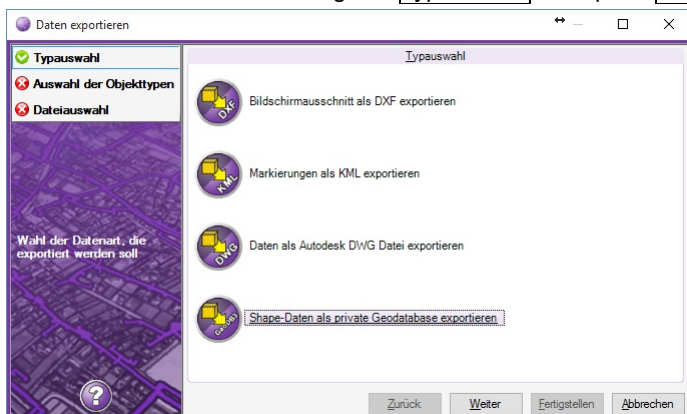 Daten exportieren
Typauswahl
Auswahl der Objekttypen
Dateiauswahl
Wahl der Datenart, die
exportiert werden soll
?
Typauswahl
DXF
Bildschirmausschnitt als DXF exportieren
KML
Markierungen als KML exportieren
DWG
Daten als Autodesk DWG Datei exportieren
Shape-Daten als private Geodatabase exportieren
Zurück
Weiter
Fertigstellen
Abbrechen